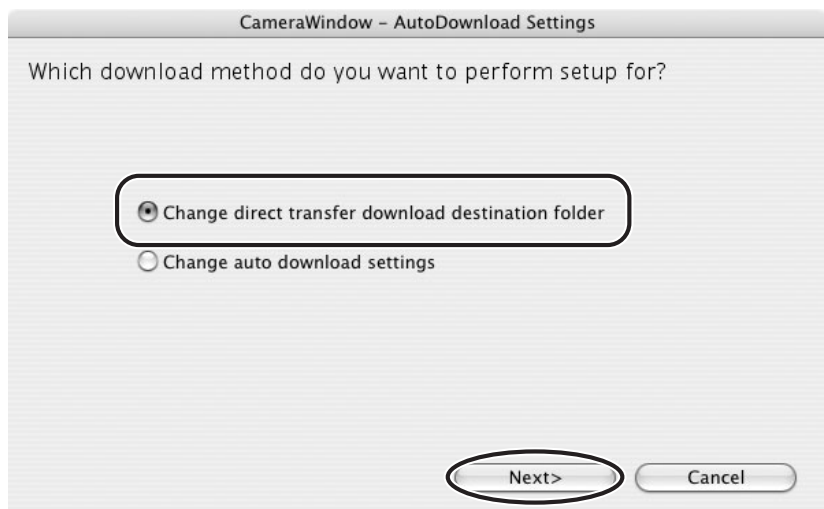 CameraWindow – AutoDownload Settings
Which download method do you want to perform setup for?
Change direct transfer download destination folder
Change auto download settings
Next> Cancel